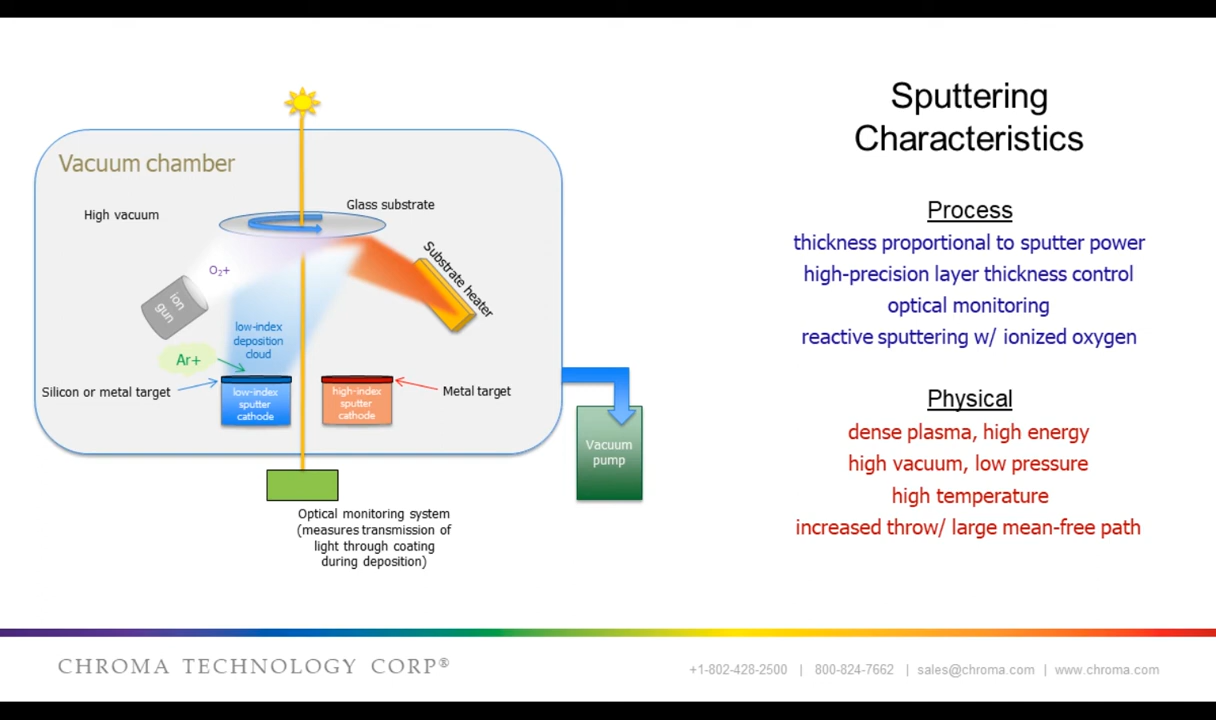 Sputtering
Characteristics
Vacuum chamber
High vacuum
Glass substrate
Substrate heater
O₂+
ion
gun
low-index
deposition
cloud
Ar+
Silicon or metal target
low-index
sputter
cathode
high-index
sputter
cathode
Metal target
Vacuum
pump
Optical monitoring system
(measures transmission of
light through coating
during deposition)
Process
thickness proportional to sputter power
high-precision layer thickness control
optical monitoring
reactive sputtering w/ ionized oxygen
Physical
dense plasma, high energy
high vacuum, low pressure
high temperature
increased throw/ large mean-free path
CHROMA TECHNOLOGY CORP®
+1-802-428-2500 | 800-824-7662 | sales@chroma.com | www.chroma.com